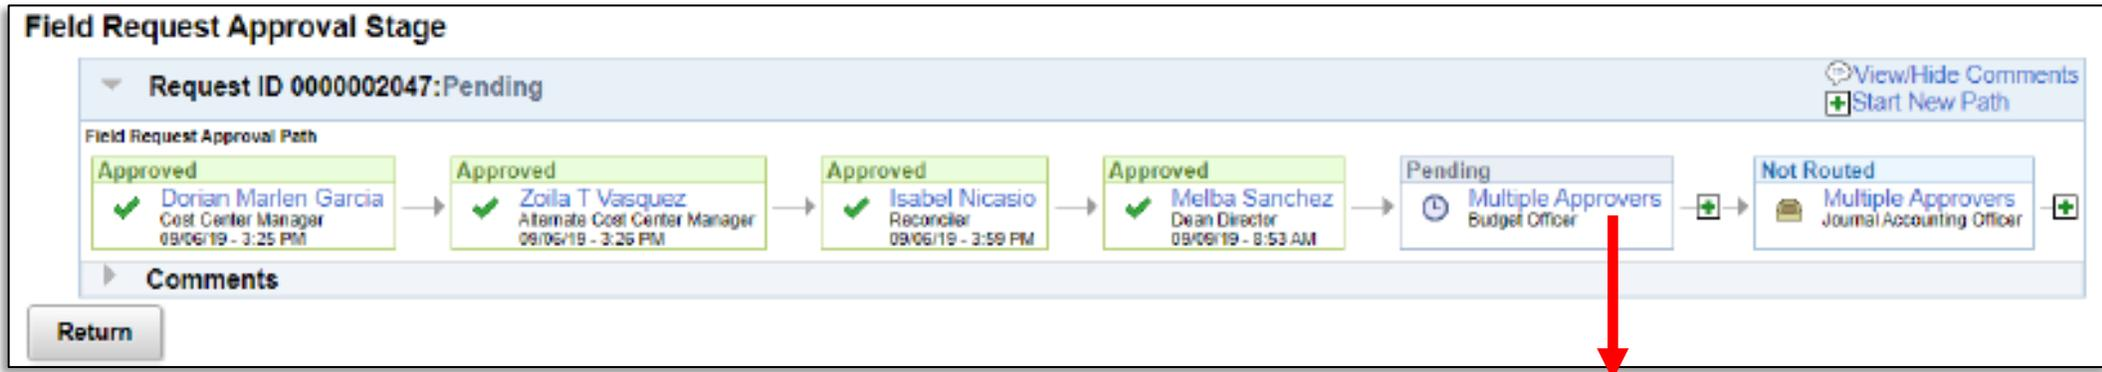 Field Request Approval Stage
Request ID 0000002047:Pending
View/Hide Comments
Start New Path
Field Request Approval Path
Approved
Dorian Marlen Garcia
Cost Center Manager
09/06/19 - 3:25 PM
Approved
Zoila T Vasquez
Alternate Cost Center Manager
09/06/19 - 3:26 PM
Approved
Isabel Nicasio
Reconciler
09/06/19 - 3:59 PM
Approved
Melba Sanchez
Dean Director
09/09/19 - 8:53 AM
Pending
Multiple Approvers
Budget Officer
Not Routed
Multiple Approvers
Journal Accounting Officer
Comments
Return